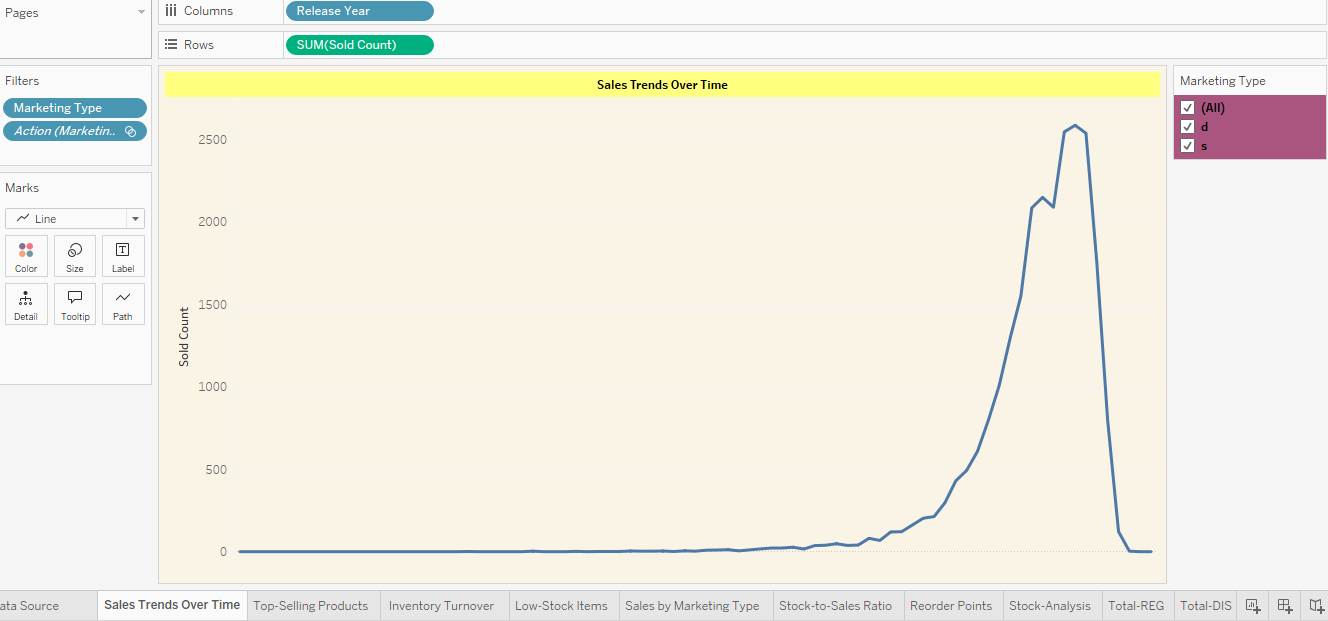 Pages
Columns
Release Year
Rows
SUM(Sold Count)
Filters
Marketing Type
Action (Marketin..
Marks
Line
Color
Size
Label
Detail
Tooltip
Path
Sales Trends Over Time
2500
2000
1500
1000
500
0
Sold Count
Marketing Type
(All)
d
s
ata Source
Sales Trends Over Time
Top-Selling Products
Inventory Turnover
Low-Stock Items
Sales by Marketing Type
Stock-to-Sales Ratio
Reorder Points
Stock-Analysis
Total-REG
Total-DIS